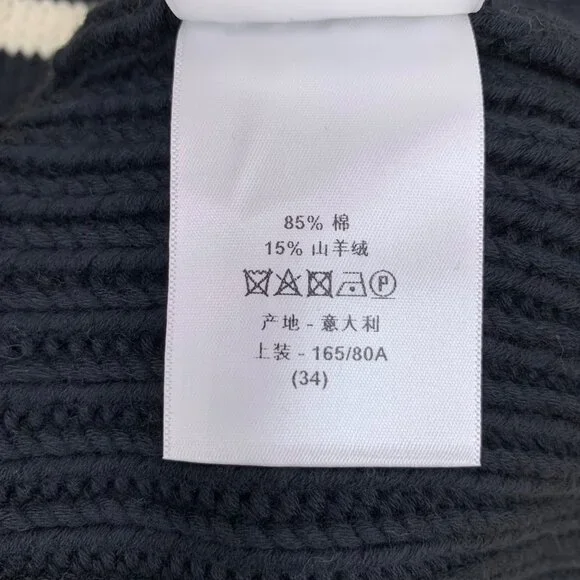 85% 棉
15% 山羊绒
P
产地 - 意大利
上装 - 165/80A
(34)